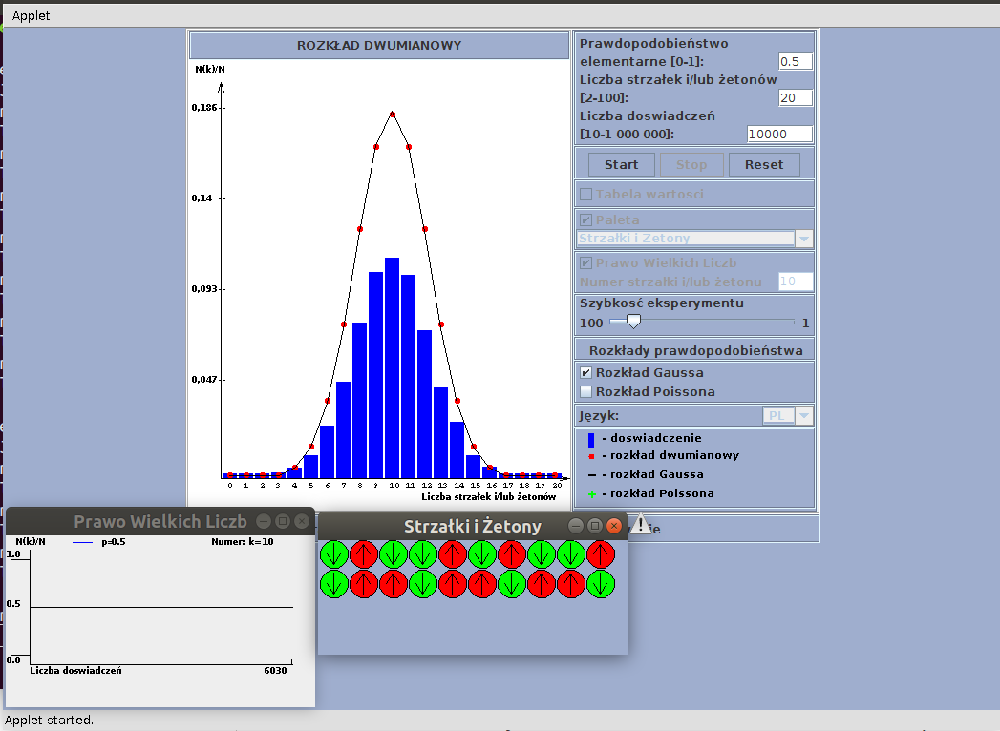 Applet
ROZKŁAD DWUMIANOWY
N(k)/N
0,186
0,14
0,093
0,047
0 1 2 3 4 5 6 7 8 9 10 11 12 13 14 15 16 17 18 19 20
Liczba strzałek i/lub żetonów
Prawdopodobieństwo
elementarne [0-1]: 0.5
Liczba strzałek i/lub żetonów
[2-100]: 20
Liczba doswiadczeń
[10-1 000 000]: 10000
Start Stop Reset
Tabela wartosci
Paleta
Strzałki i Żetony
Prawo Wielkich Liczb
Numer strzałki i/lub żetonu 10
Szybkosć eksperymentu
100 1
Rozkłady prawdopodobieństwa
Rozkład Gaussa
Rozkład Poissona
Język: PL
- doswiadczenie
- rozkład dwumianowy
- rozkład Gaussa
- rozkład Poissona
Prawo Wielkich Liczb
N(k)/N p=0.5 Numer: k=10
1.0
0.5
0.0
Liczba doswiadczeń 6030
Strzałki i Żetony
Applet started.